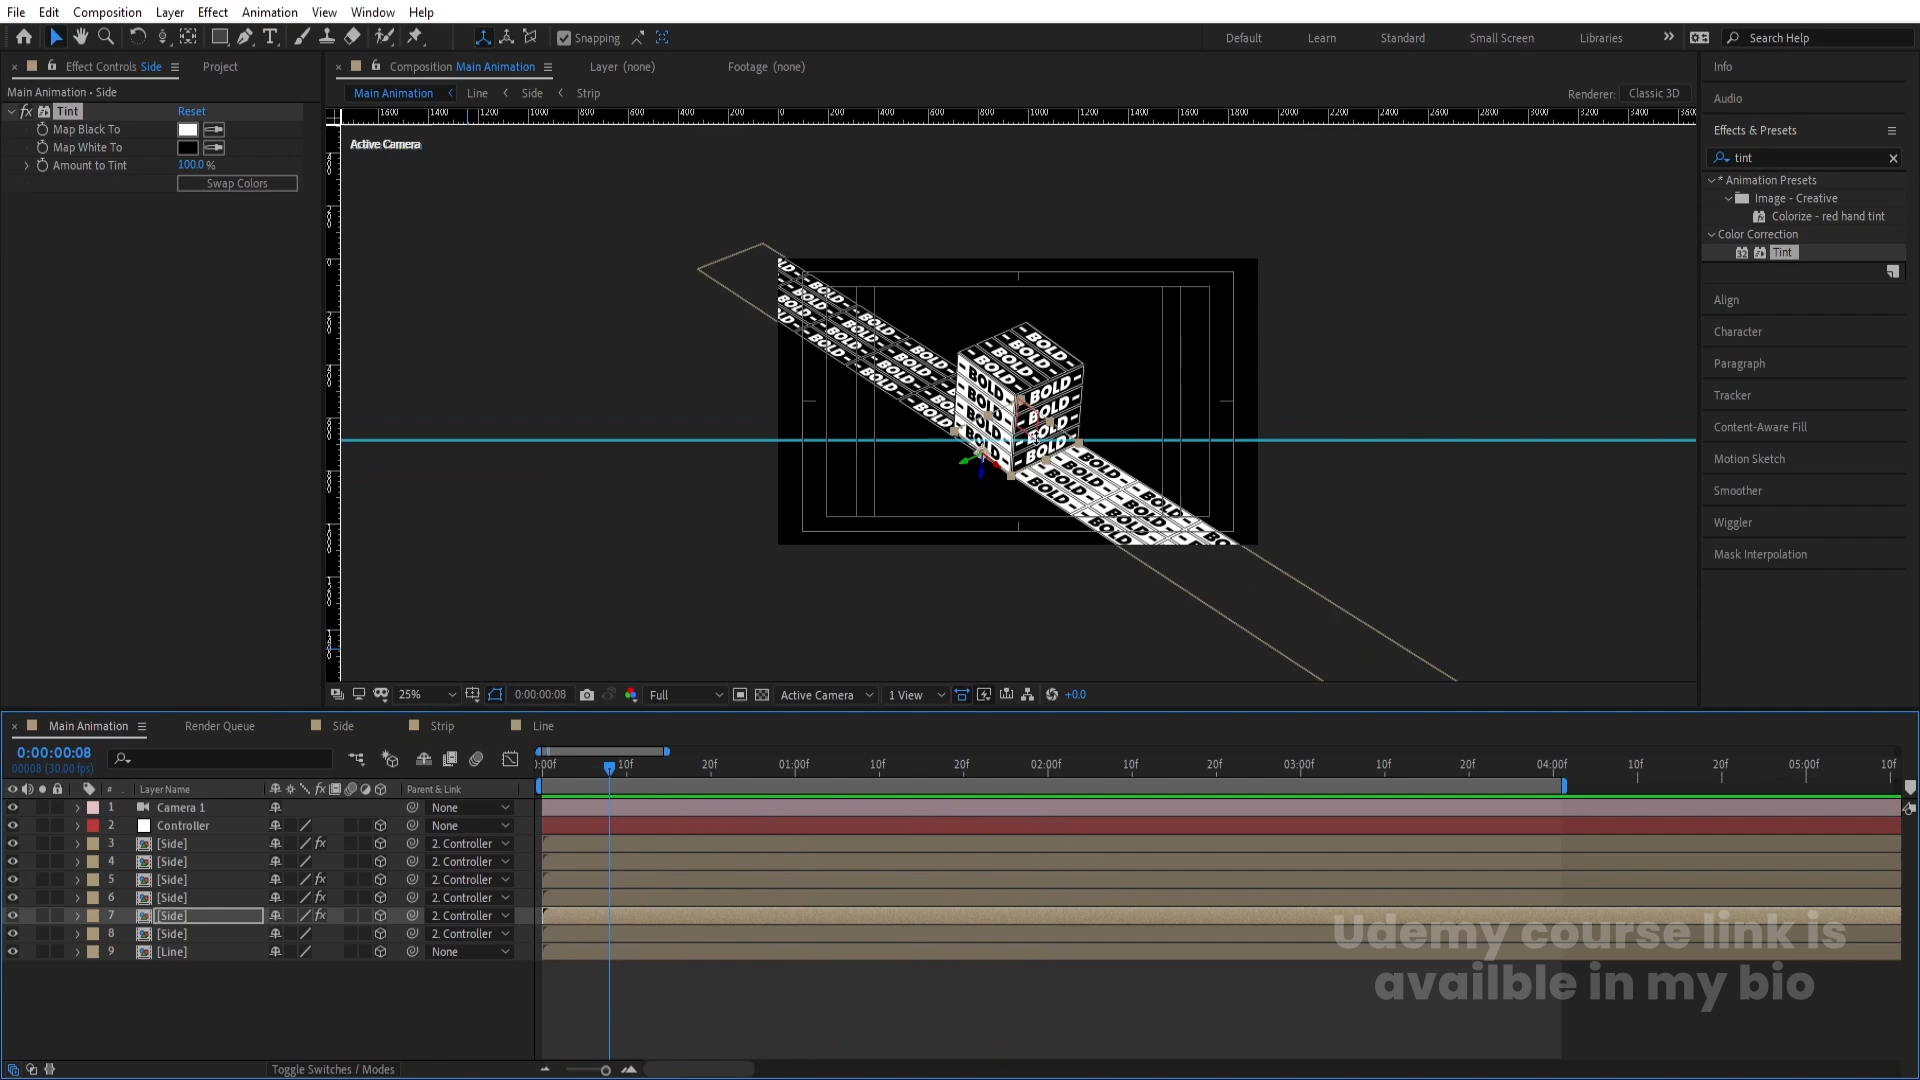 File Edit Composition Layer Effect Animation View Window Help
Snapping
Default Learn Standard Small Screen Libraries Search Help
Effect Controls Side Project
Main Animation • Side
fx Tint Reset
Map Black To
Map White To
Amount to Tint 100.0 %
Swap Colors
Composition Main Animation Layer (none) Footage (none)
Main Animation Line Side Strip
Renderer: Classic 3D
Active Camera
BOLD
25% 0:00:00:08 Full Active Camera 1 View +0.0
Info
Audio
Effects & Presets
tint
* Animation Presets
Image - Creative
Colorize - red hand tint
Color Correction
32 Tint
Align
Character
Paragraph
Tracker
Content-Aware Fill
Motion Sketch
Smoother
Wiggler
Mask Interpolation
Main Animation Render Queue Side Strip Line
0:00:00:08
00008 (30.00 fps)
:00f 10f 20f 01:00f 10f 20f 02:00f 10f 20f 03:00f 10f 20f 04:00f 10f 20f 05:00f 10f
# Layer Name fx Parent & Link
1 Camera 1 None
2 Controller None
3 [Side] fx 2. Controller
4 [Side] 2. Controller
5 [Side] fx 2. Controller
6 [Side] fx 2. Controller
7 [Side] fx 2. Controller
8 [Side] 2. Controller
9 [Line] None
Toggle Switches / Modes
Udemy course link is
availble in my bio